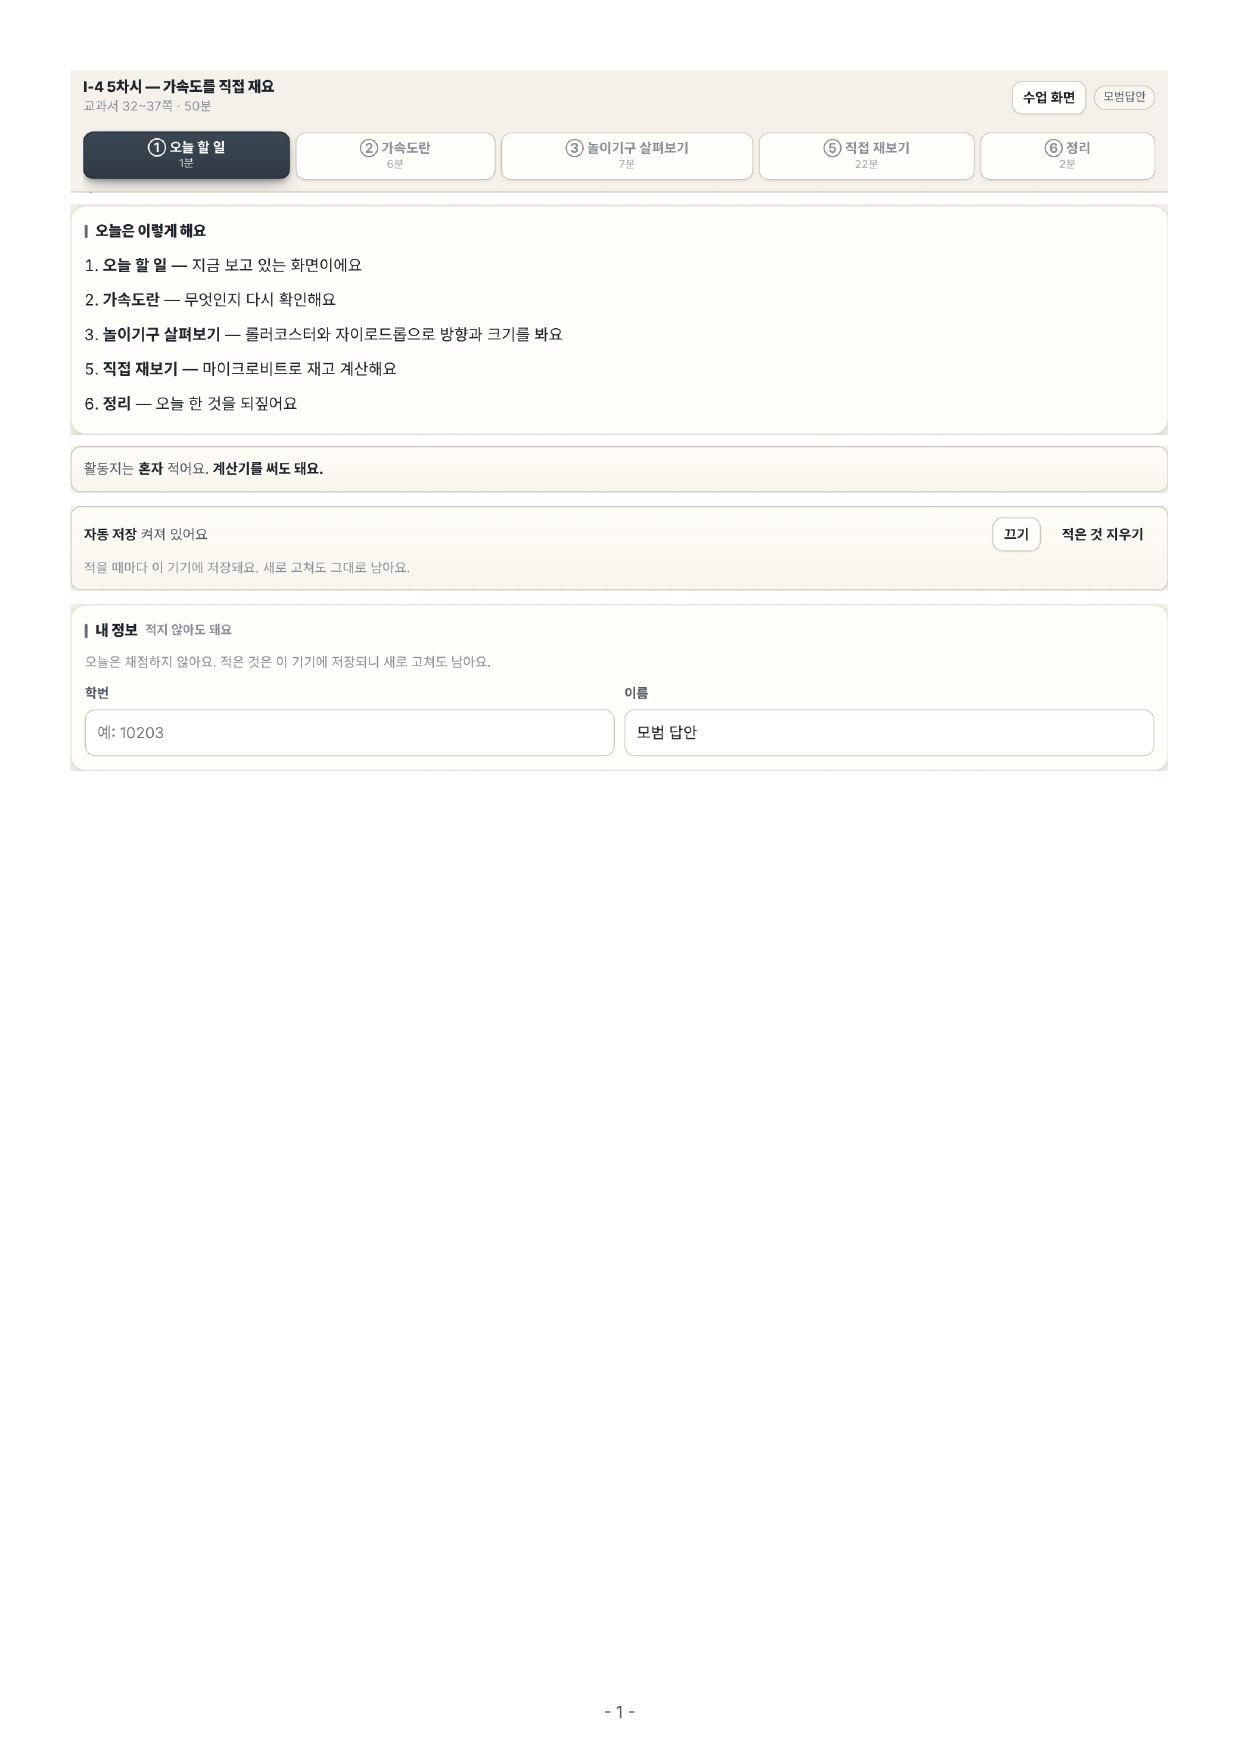 I-4 5차시 — 가속도를 직접 재요
교과서 32~37쪽 · 50분
수업 화면
모범답안
① 오늘 할 일
1분
② 가속도란
6분
③ 놀이기구 살펴보기
7분
⑤ 직접 재보기
22분
⑥ 정리
2분
오늘은 이렇게 해요
1. 오늘 할 일 — 지금 보고 있는 화면이에요
2. 가속도란 — 무엇인지 다시 확인해요
3. 놀이기구 살펴보기 — 롤러코스터와 자이로드롭으로 방향과 크기를 봐요
5. 직접 재보기 — 마이크로비트로 재고 계산해요
6. 정리 — 오늘 한 것을 되짚어요
활동지는 혼자 적어요. 계산기를 써도 돼요.
자동 저장 켜져 있어요
끄기
적은 것 지우기
적을 때마다 이 기기에 저장돼요. 새로 고쳐도 그대로 남아요.
내 정보 적지 않아도 돼요
오늘은 채점하지 않아요. 적은 것은 이 기기에 저장되니 새로 고쳐도 남아요.
학번
이름
예: 10203
모범 답안
- 1 -